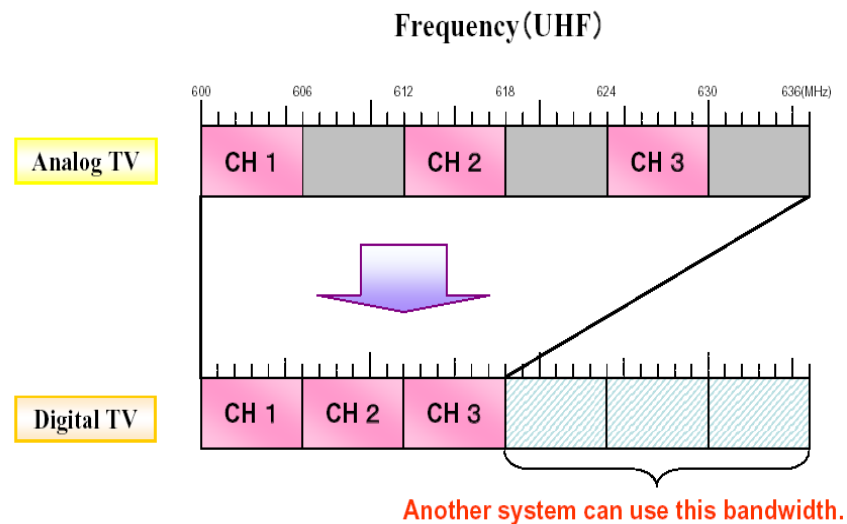 Frequency(UHF)
600 606 612 618 624 630 636(MHz)
Analog TV
CH 1
CH 2
CH 3
Digital TV
CH 1
CH 2
CH 3
Another system can use this bandwidth.